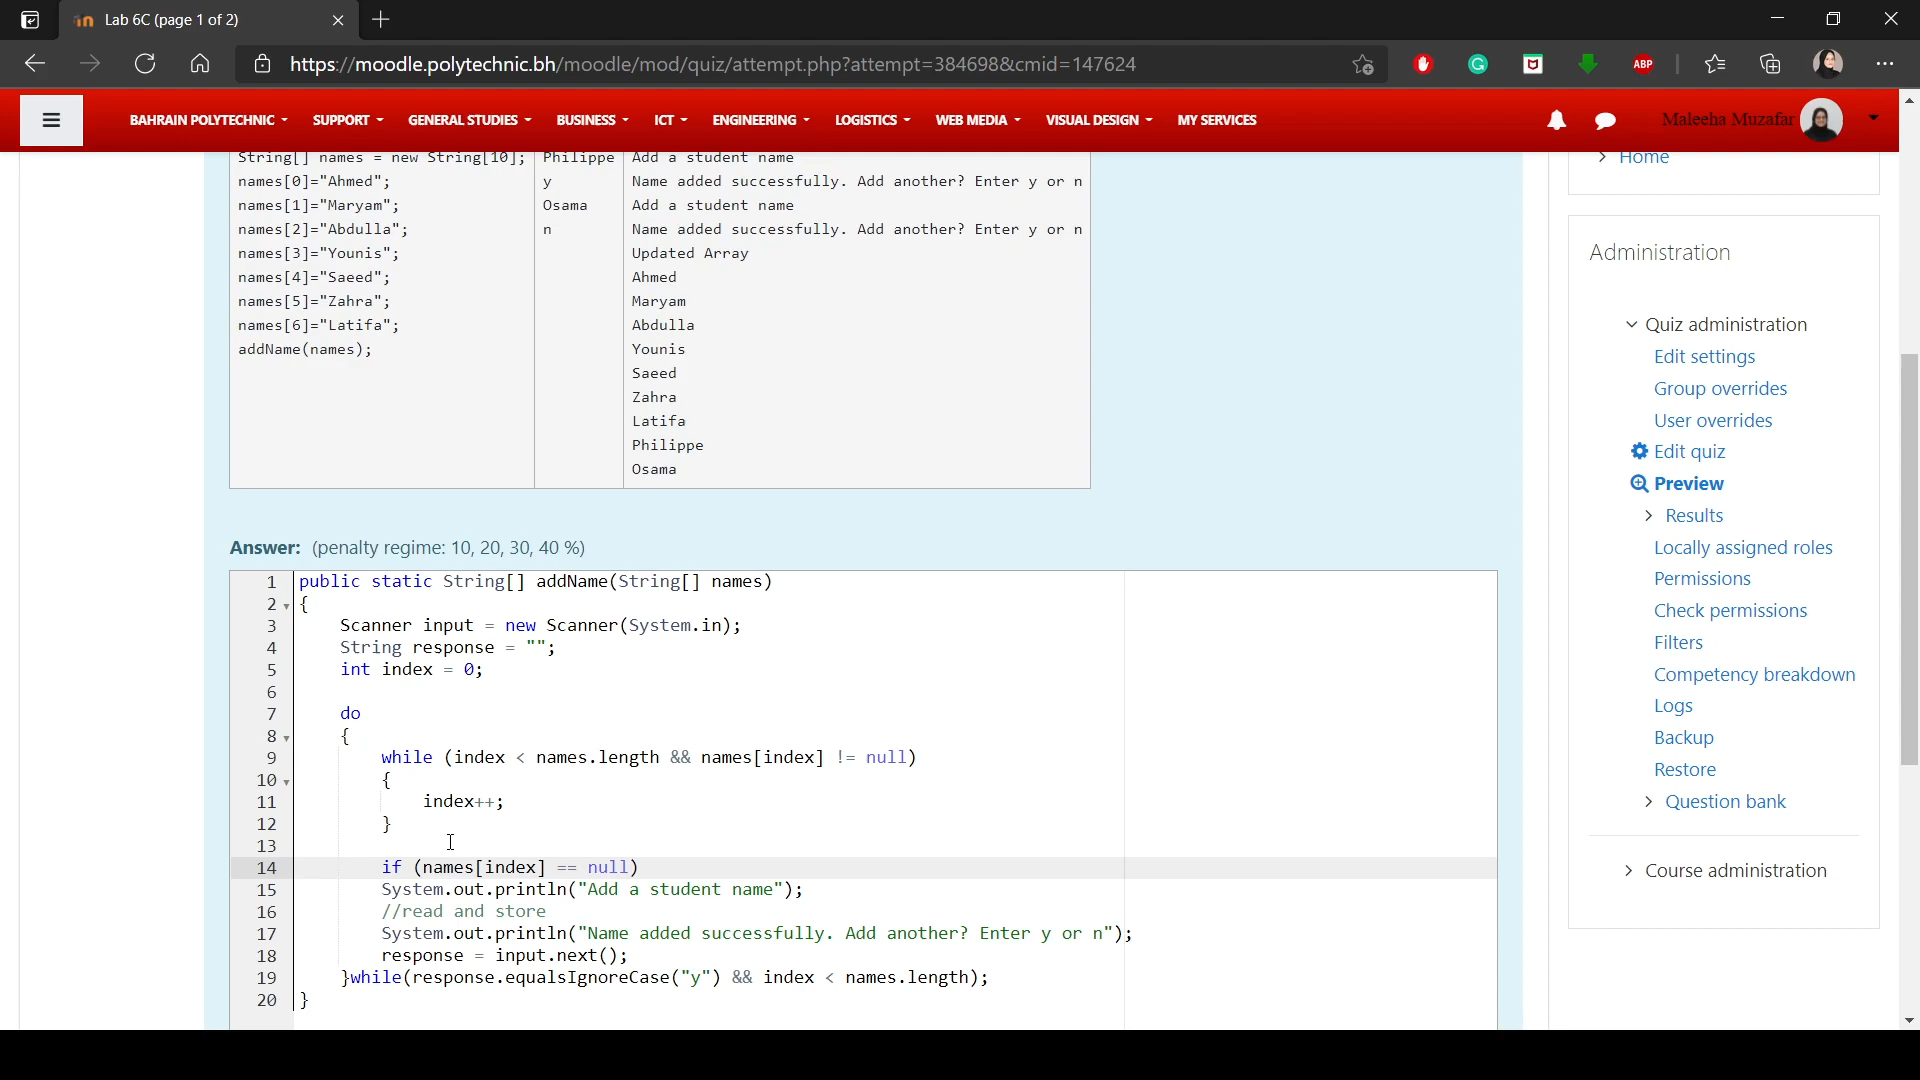 Lab 6C (page 1 of 2)
https://moodle.polytechnic.bh/moodle/mod/quiz/attempt.php?attempt=384698&cmid=147624
ABP
BAHRAIN POLYTECHNIC SUPPORT GENERAL STUDIES BUSINESS ICT ENGINEERING LOGISTICS WEB MEDIA VISUAL DESIGN MY SERVICES
Maleeha Muzafar
String[] names = new String[10];
names[0]="Ahmed";
names[1]="Maryam";
names[2]="Abdulla";
names[3]="Younis";
names[4]="Saeed";
names[5]="Zahra";
names[6]="Latifa";
addName(names);
Philippe
y
Osama
n
Add a student name
Name added successfully. Add another? Enter y or n
Add a student name
Name added successfully. Add another? Enter y or n
Updated Array
Ahmed
Maryam
Abdulla
Younis
Saeed
Zahra
Latifa
Philippe
Osama
Answer: (penalty regime: 10, 20, 30, 40 %)
1 public static String[] addName(String[] names)
2 {
3 Scanner input = new Scanner(System.in);
4 String response = "";
5 int index = 0;
6
7 do
8 {
9 while (index < names.length && names[index] != null)
10 {
11 index++;
12 }
13
14 if (names[index] == null)
15 System.out.println("Add a student name");
16 //read and store
17 System.out.println("Name added successfully. Add another? Enter y or n");
18 response = input.next();
19 }while(response.equalsIgnoreCase("y") && index < names.length);
20 }
Home
Administration
Quiz administration
Edit settings
Group overrides
User overrides
Edit quiz
Preview
Results
Locally assigned roles
Permissions
Check permissions
Filters
Competency breakdown
Logs
Backup
Restore
Question bank
Course administration